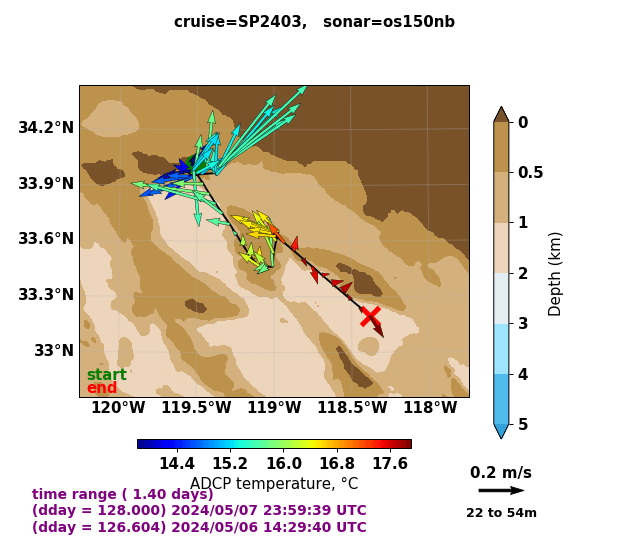 cruise=SP2403,   sonar=os150nb
34.2°N
33.9°N
33.6°N
33.3°N
33°N
start
end
120°W 119.5°W 119°W 118.5°W 118°W
0
0.5
1
2
3
4
5
Depth (km)
14.4 15.2 16.0 16.8 17.6
ADCP temperature, °C
time range ( 1.40 days)
(dday = 128.000) 2024/05/07 23:59:39 UTC
(dday = 126.604) 2024/05/06 14:29:40 UTC
0.2 m/s
22 to 54m